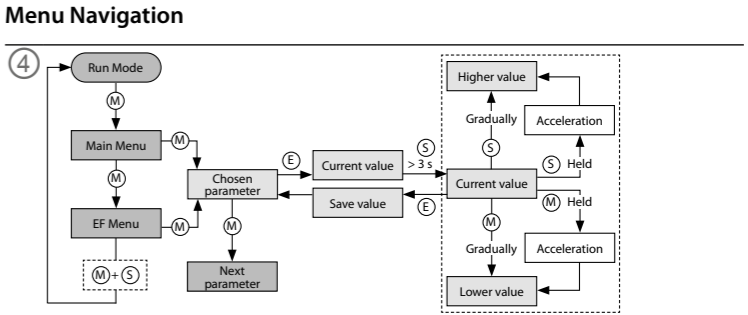 Menu Navigation
④
Run Mode
Higher value
M
Gradually
Acceleration
Main Menu
M
E
Current value
S
> 3 s
S
S Held
M
Chosen
parameter
Current value
Save value
E
M Held
EF Menu
M
M
M
Gradually
Acceleration
M + S
Next
parameter
Lower value